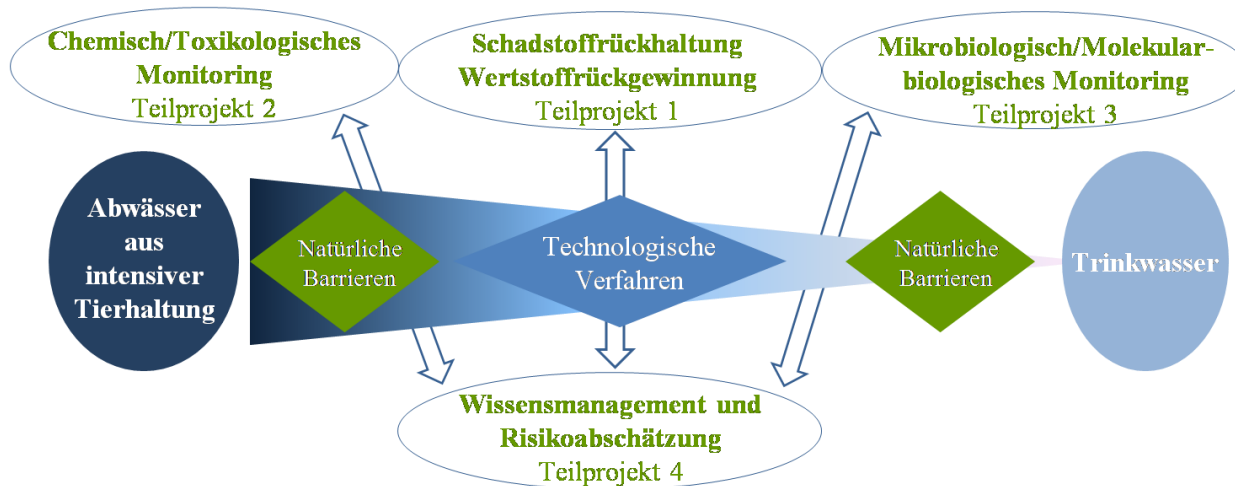 Chemisch/Toxikologisches
Monitoring
Teilprojekt 2
Schadstoffrückhaltung
Wertstoffrückgewinnung
Teilprojekt 1
Mikrobiologisch/Molekular-
biologisches Monitoring
Teilprojekt 3
Abwässer
aus
intensiver
Tierhaltung
Natürliche
Barrieren
Technologische
Verfahren
Natürliche
Barrieren
Trinkwasser
Wissensmanagement und
Risikoabschätzung
Teilprojekt 4